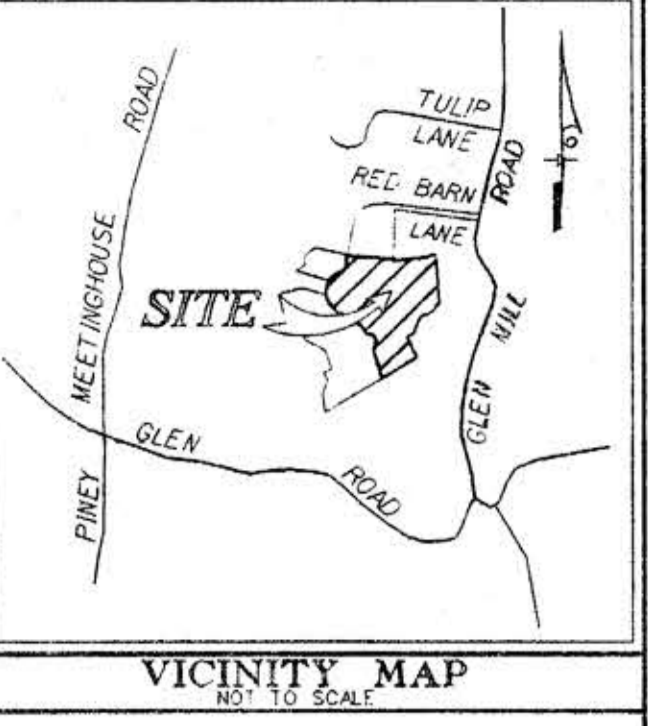 TULIP
LANE
RED BARN
LANE
ROAD
GLEN MILL
SITE
PINEY MEETINGHOUSE ROAD
GLEN ROAD
VICINITY MAP
NOT TO SCALE